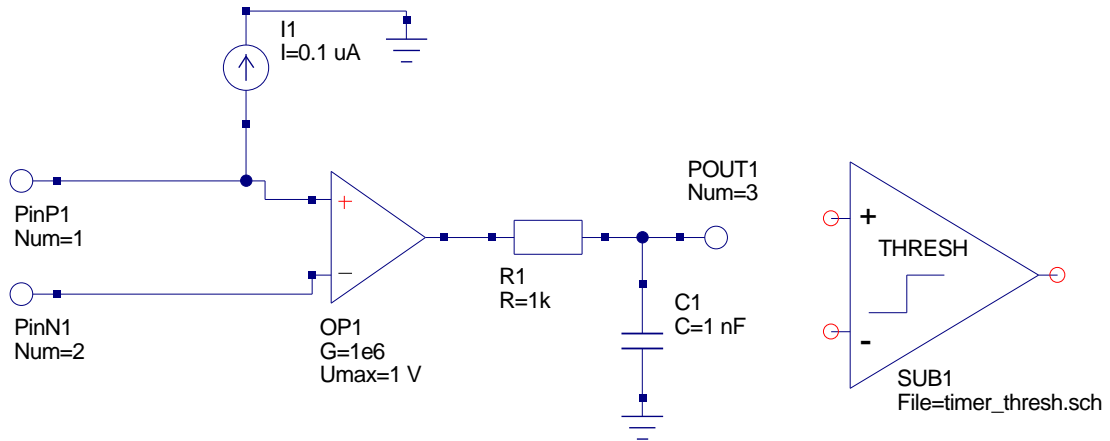 I1
I=0.1 uA
PinP1
Num=1
PinN1
Num=2
+
−
OP1
G=1e6
Umax=1 V
R1
R=1k
C1
C=1 nF
POUT1
Num=3
+
THRESH
-
SUB1
File=timer_thresh.sch